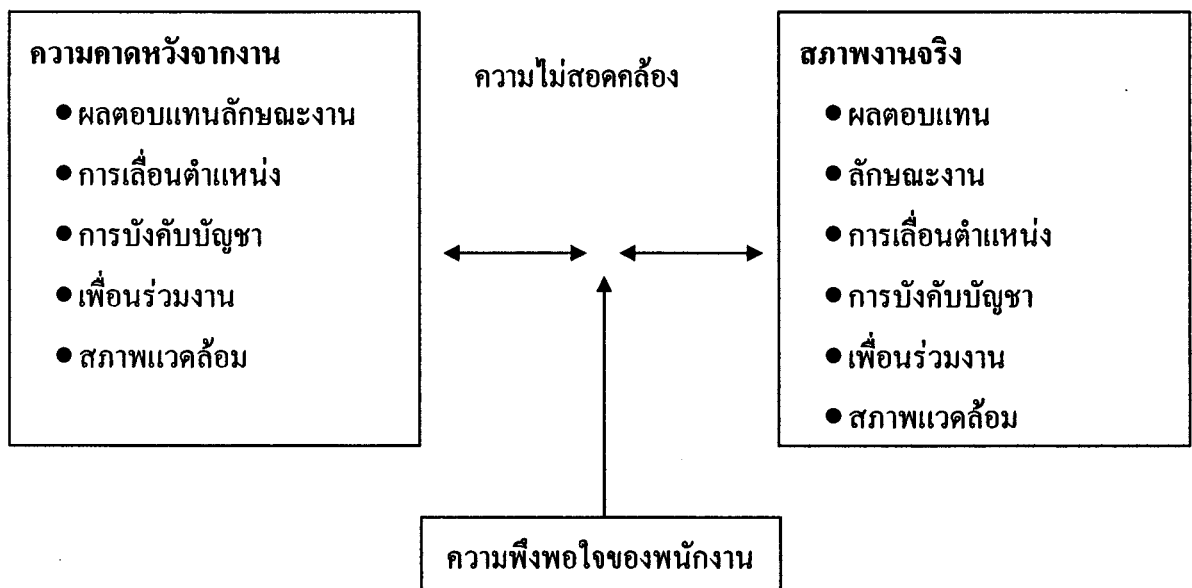 ความคาดหวังจากงาน
● ผลตอบแทนลักษณะงาน
● การเลื่อนตำแหน่ง
● การบังคับบัญชา
● เพื่อนร่วมงาน
● สภาพแวดล้อม
ความไม่สอดคล้อง
สภาพงานจริง
● ผลตอบแทน
● ลักษณะงาน
● การเลื่อนตำแหน่ง
● การบังคับบัญชา
● เพื่อนร่วมงาน
● สภาพแวดล้อม
ความพึงพอใจของพนักงาน